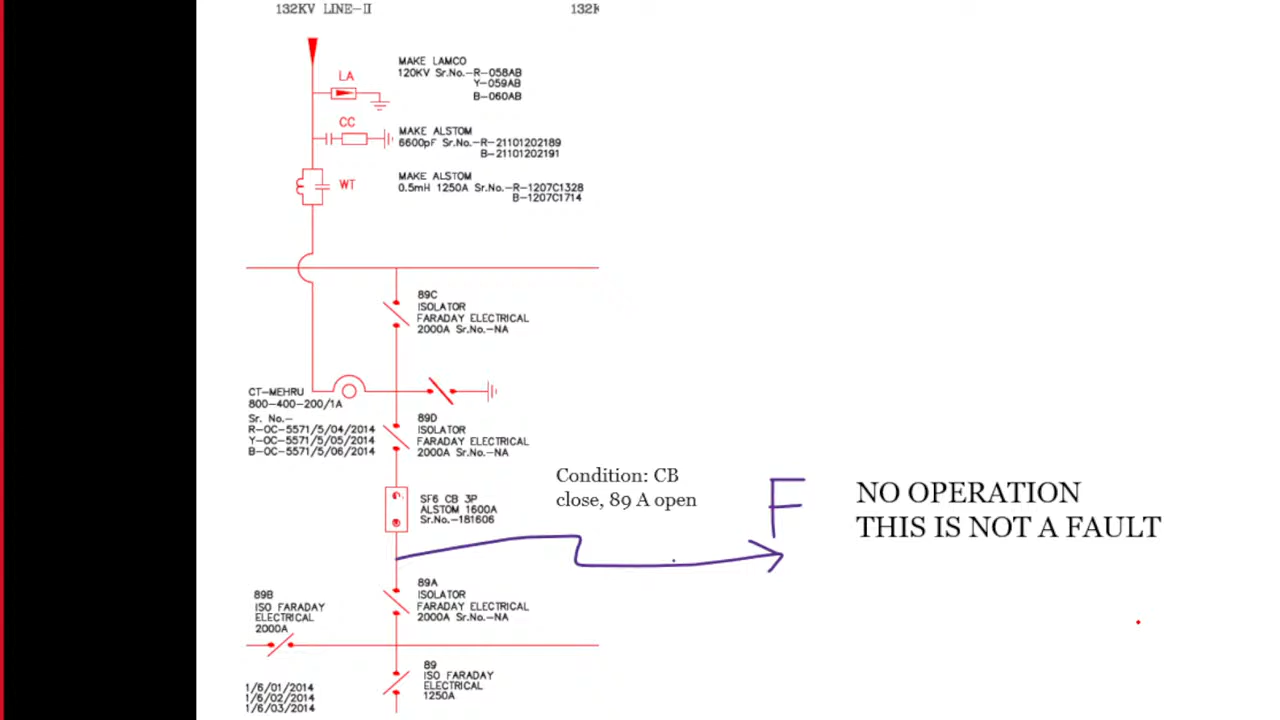 132KV LINE-II
132K
LA
MAKE LAMCO
120KV Sr.No.-R-058AB
Y-059AB
B-060AB
CC
MAKE ALSTOM
6600pF Sr.No.-R-21101202189
B-21101202191
WT
MAKE ALSTOM
0.5mH 1250A Sr.No.-R-1207C1328
B-1207C1714
89C
ISOLATOR
FARADAY ELECTRICAL
2000A Sr.No.-NA
CT-MEHRU
800-400-200/1A
Sr. No.-
R-OC-5571/5/04/2014
Y-OC-5571/5/05/2014
B-OC-5571/5/06/2014
89D
ISOLATOR
FARADAY ELECTRICAL
2000A Sr.No.-NA
Condition: CB
close, 89 A open
SF6 CB 3P
ALSTOM 1600A
Sr.No.-181606
F
NO OPERATION
THIS IS NOT A FAULT
89A
ISOLATOR
FARADAY ELECTRICAL
2000A Sr.No.-NA
89B
ISO FARADAY
ELECTRICAL
2000A
89
ISO FARADAY
ELECTRICAL
1250A
1/6/01/2014
1/6/02/2014
1/6/03/2014